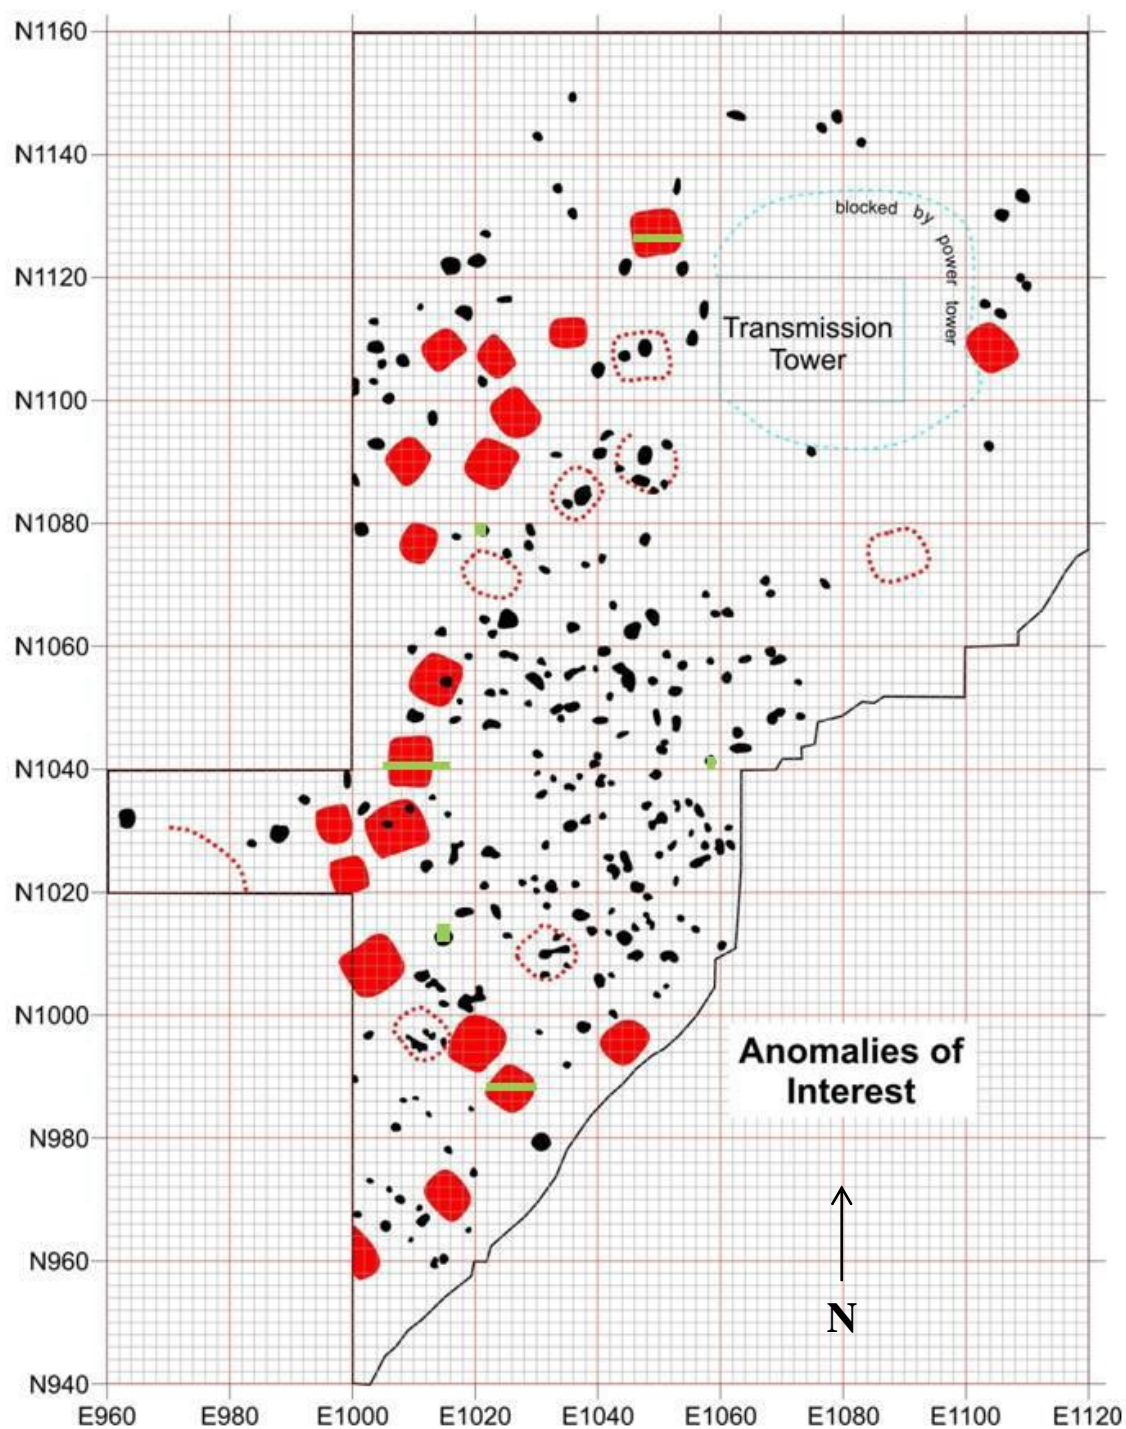 N1160
N1140
blocked by power tower
N1120
Transmission
Tower
N1100
N1080
N1060
N1040
N1020
N1000
Anomalies of
Interest
N980
N960
N
N940
E960 E980 E1000 E1020 E1040 E1060 E1080 E1100 E1120